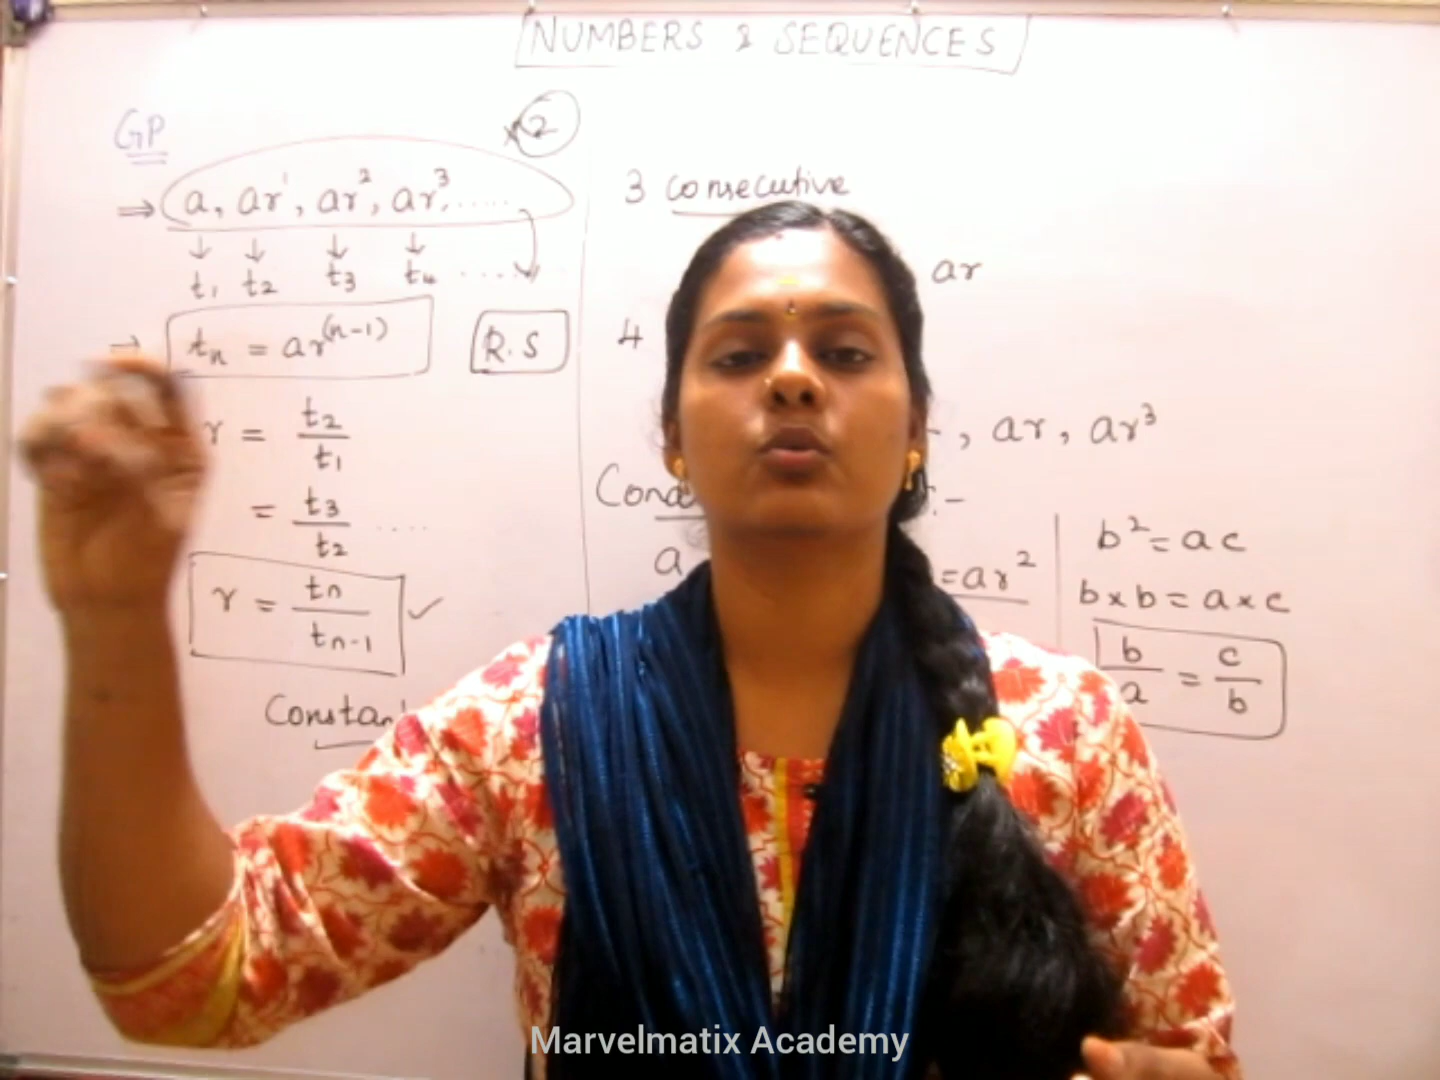 NUMBERS & SEQUENCES
GP
×2
⇒ a, ar¹, ar², ar³, .....
↓ ↓ ↓ ↓
t₁ t₂ t₃ t₄ .....
→ tₙ = ar⁽ⁿ⁻¹⁾
R.S
r = t₂/t₁
= t₃/t₂ ....
r = tₙ/tₙ₋₁ ✓
3 consecutive
ar
4
, ar, ar³
:-
a
=ar²
b² = ac
b×b = a×c
b/a = c/b
Marvelmatix Academy